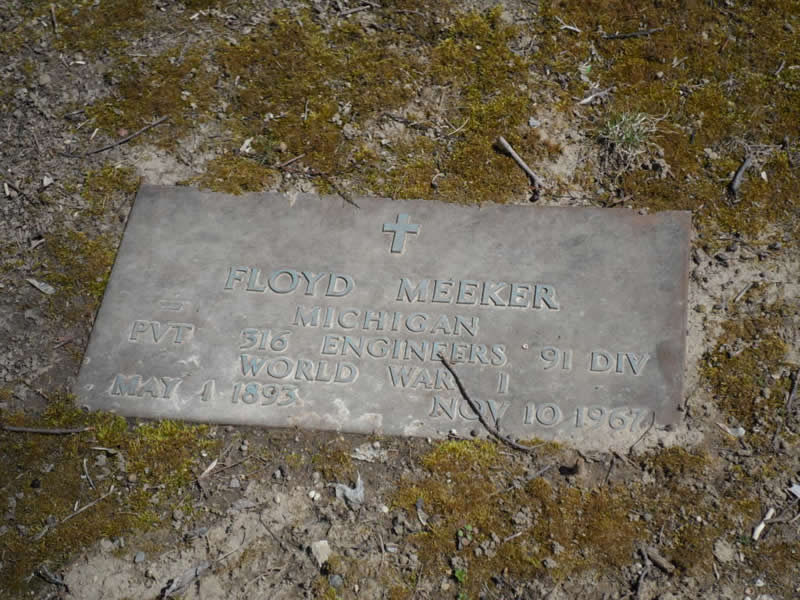 FLOYD MEEKER
MICHIGAN
PVT 316 ENGINEERS 91 DIV
WORLD WAR I
MAY 1 1893 NOV 10 1967